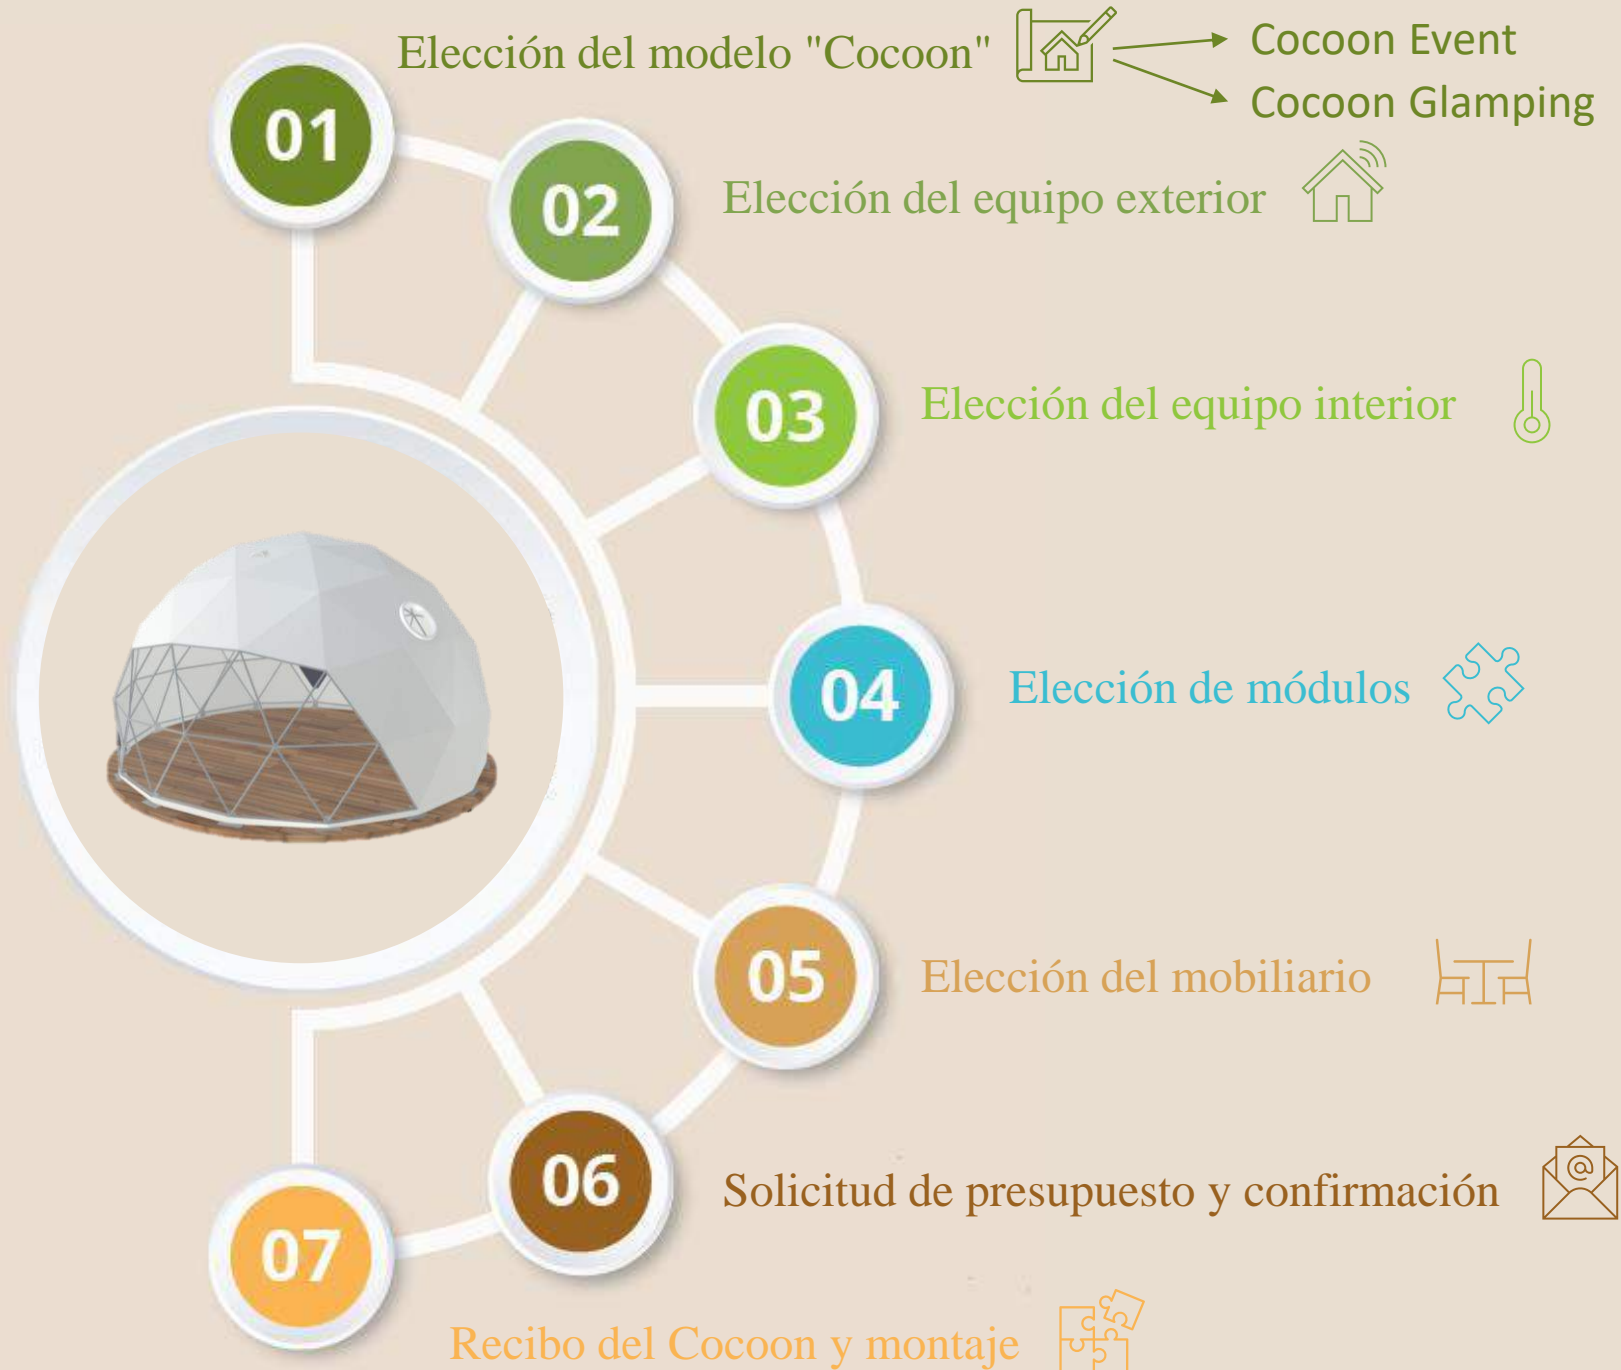 Elección del modelo "Cocoon"
Cocoon Event
Cocoon Glamping
01
02
Elección del equipo exterior
03
Elección del equipo interior
04
Elección de módulos
05
Elección del mobiliario
06
Solicitud de presupuesto y confirmación
@
07
Recibo del Cocoon y montaje